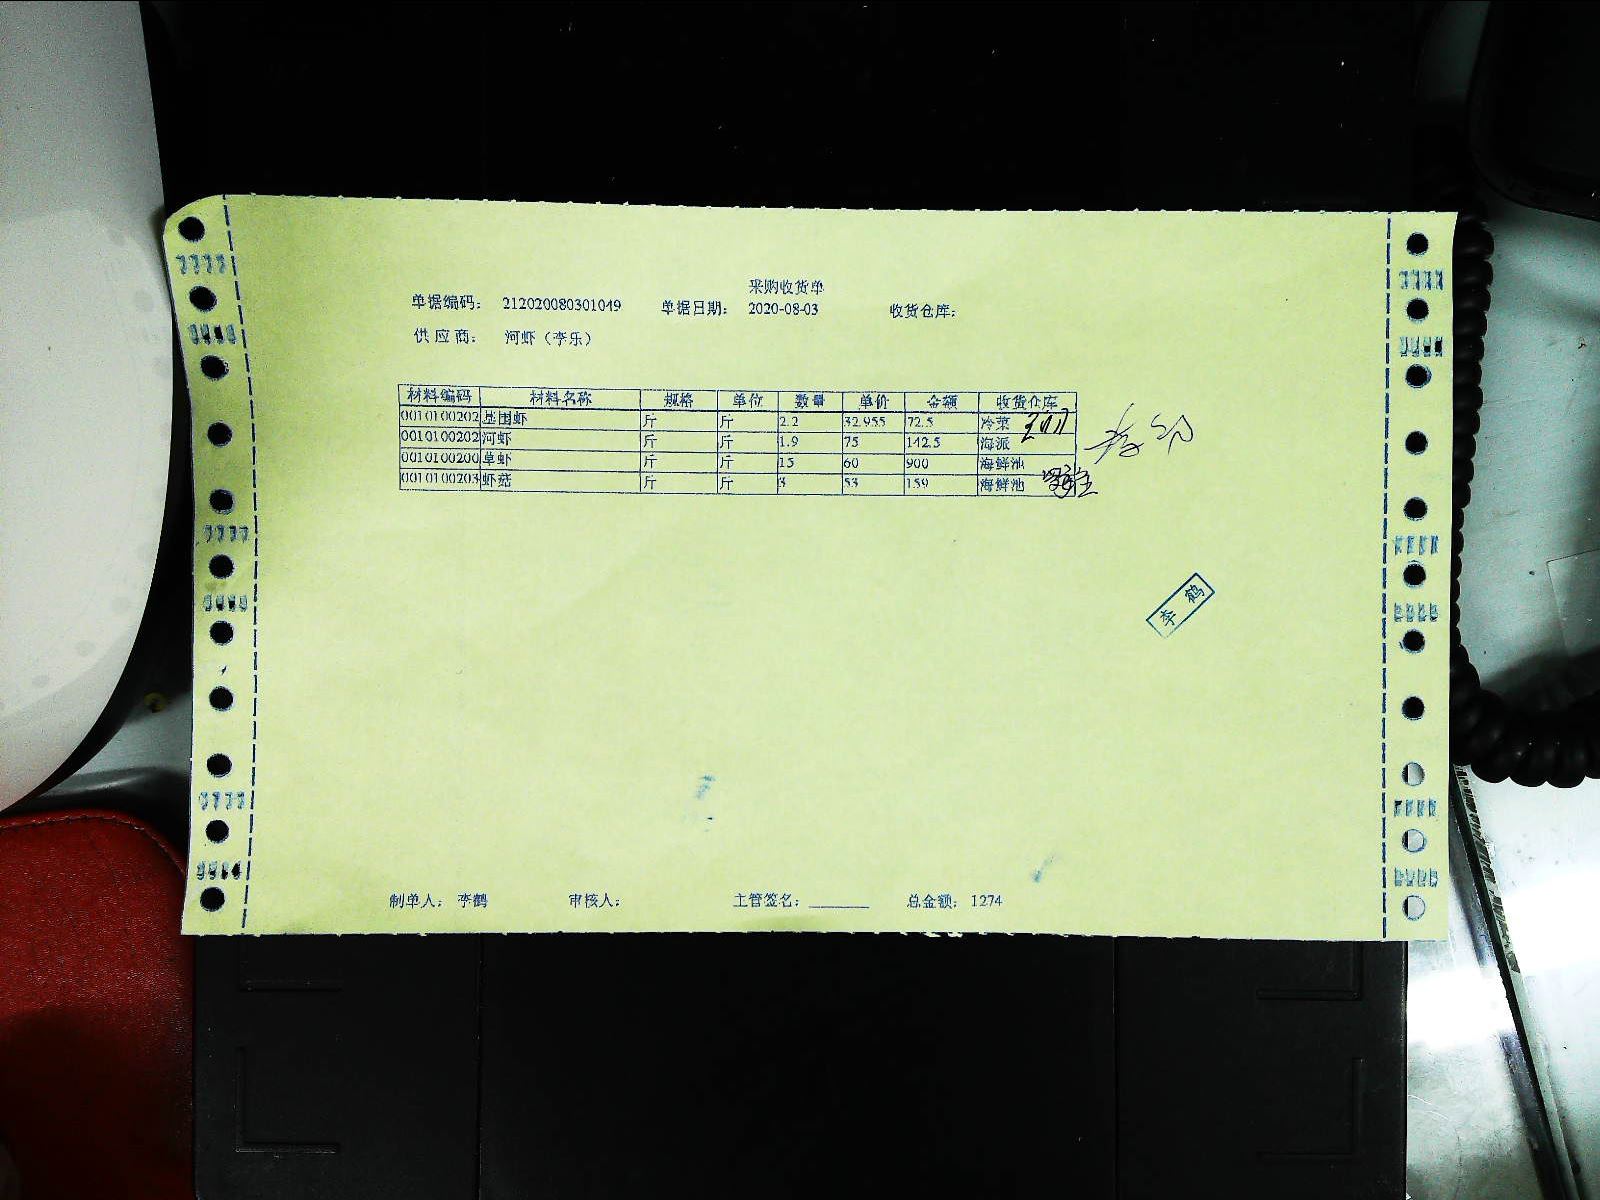 采购收货单
单据编码： 212020080301049 单据日期： 2020-08-03 收货仓库：
供应商： 河虾（李乐）
材料编码 材料名称 规格 单位 数量 单价 金额 收货仓库
0010100202 基围虾 斤 斤 2.2 32.955 72.5 冷菜
0010100202 河虾 斤 斤 1.9 75 142.5 海派
0010100200 草虾 斤 斤 15 60 900 海鲜池
0010100203 虾菇 斤 斤 3 53 159 海鲜池
李鹤
制单人： 李鹤 审核人： 主管签名：______ 总金额： 1274